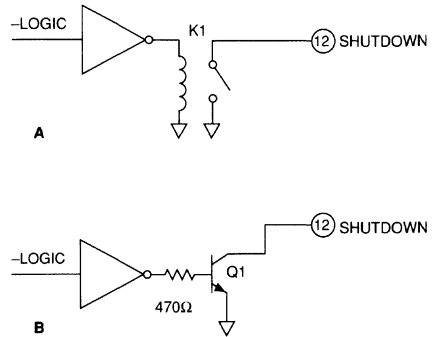 –LOGIC
K1
12 SHUTDOWN
A
–LOGIC
12 SHUTDOWN
Q1
470Ω
B